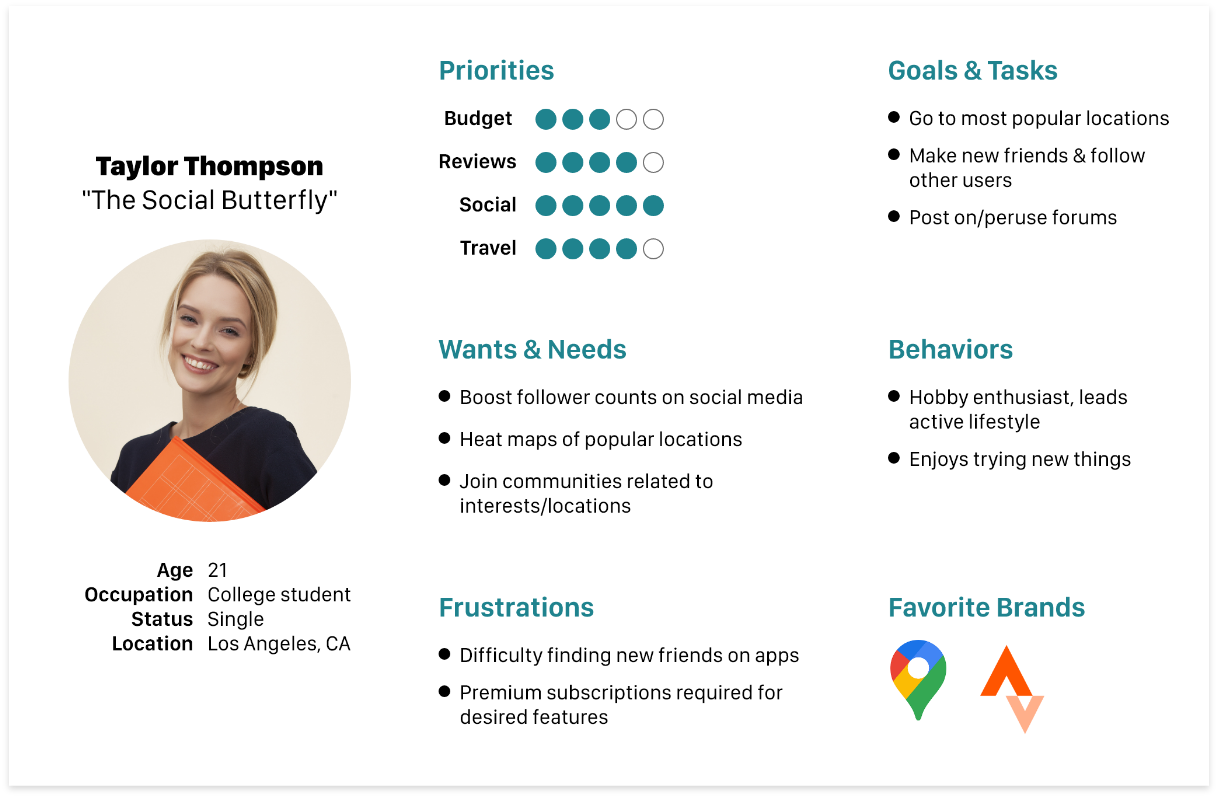 Taylor Thompson
"The Social Butterfly"
Age 21
Occupation College student
Status Single
Location Los Angeles, CA
Priorities
Budget
Reviews
Social
Travel
Wants & Needs
Boost follower counts on social media
Heat maps of popular locations
Join communities related to
interests/locations
Frustrations
Difficulty finding new friends on apps
Premium subscriptions required for
desired features
Goals & Tasks
Go to most popular locations
Make new friends & follow
other users
Post on/peruse forums
Behaviors
Hobby enthusiast, leads
active lifestyle
Enjoys trying new things
Favorite Brands